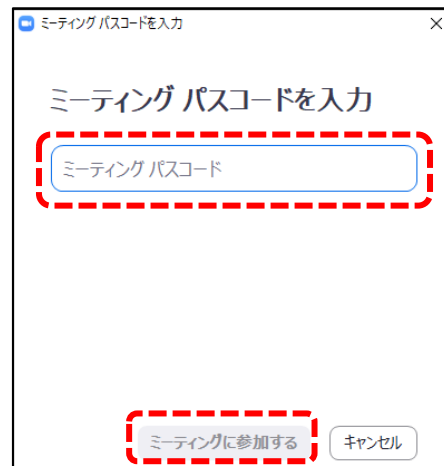 ミーティング パスコードを入力
ミーティング パスコードを入力
ミーティング パスコード
ミーティングに参加する
キャンセル